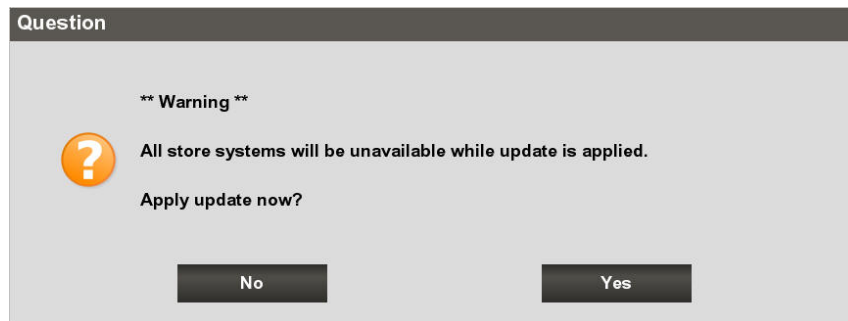 Question
** Warning **
All store systems will be unavailable while update is applied.
Apply update now?
No
Yes